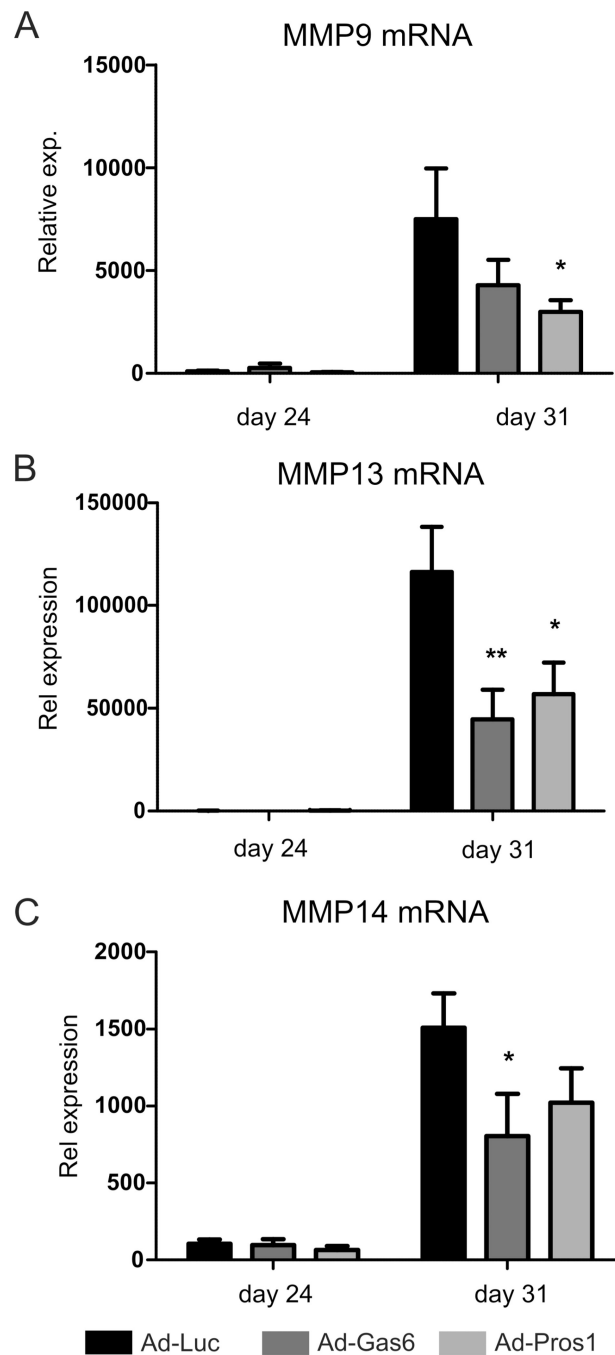 A
MMP9 mRNA
15000
10000
5000
0
Relative exp.
*
day 24 day 31
B
MMP13 mRNA
150000
100000
50000
0
Rel expression
** *
day 24 day 31
C
MMP14 mRNA
2000
1500
1000
500
0
Rel expression
*
day 24 day 31
Ad-Luc Ad-Gas6 Ad-Pros1